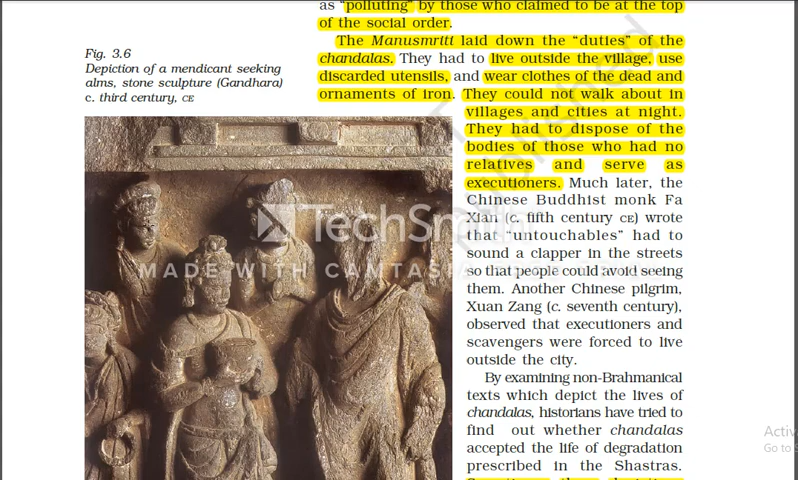 as "polluting" by those who claimed to be at the top
of the social order.
The Manusmriti laid down the "duties" of the
chandalas. They had to live outside the village, use
discarded utensils, and wear clothes of the dead and
ornaments of iron. They could not walk about in
villages and cities at night.
They had to dispose of the
bodies of those who had no
relatives and serve as
executioners. Much later, the
Chinese Buddhist monk Fa
Xian (c. fifth century CE) wrote
that "untouchables" had to
sound a clapper in the streets
so that people could avoid seeing
them. Another Chinese pilgrim,
Xuan Zang (c. seventh century),
observed that executioners and
scavengers were forced to live
outside the city.
By examining non-Brahmanical
texts which depict the lives of
chandalas, historians have tried to
find out whether chandalas
accepted the life of degradation
prescribed in the Shastras.
Fig. 3.6
Depiction of a mendicant seeking
alms, stone sculpture (Gandhara)
c. third century, CE
TechSmith
MADE WITH CAMTASIA
Activ
Go to S